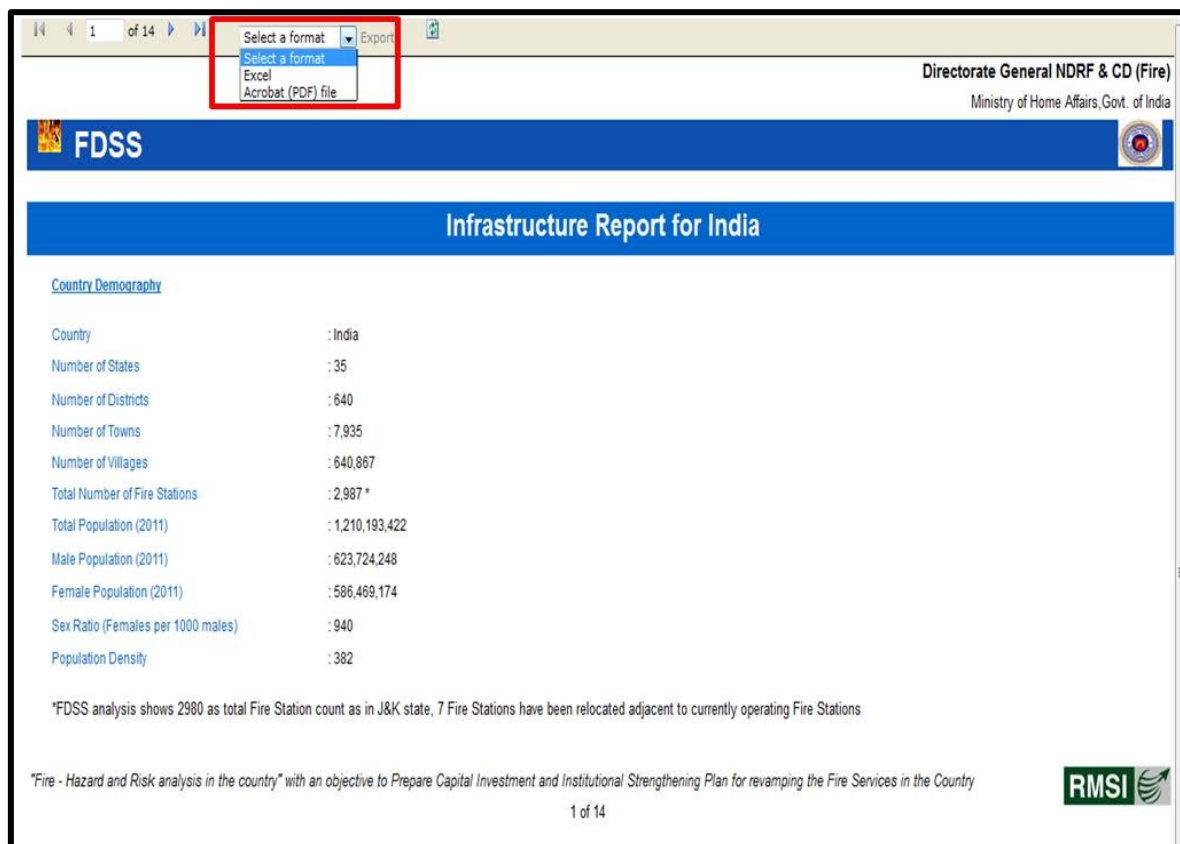 1 of 14
Select a format Export
Select a format
Excel
Acrobat (PDF) file
Directorate General NDRF & CD (Fire)
Ministry of Home Affairs,Govt. of India
FDSS
Infrastructure Report for India
Country Demography
Country : India
Number of States : 35
Number of Districts : 640
Number of Towns : 7,935
Number of Villages : 640,867
Total Number of Fire Stations : 2,987 *
Total Population (2011) : 1,210,193,422
Male Population (2011) : 623,724,248
Female Population (2011) : 586,469,174
Sex Ratio (Females per 1000 males) : 940
Population Density : 382
*FDSS analysis shows 2980 as total Fire Station count as in J&K state, 7 Fire Stations have been relocated adjacent to currently operating Fire Stations
"Fire - Hazard and Risk analysis in the country" with an objective to Prepare Capital Investment and Institutional Strengthening Plan for revamping the Fire Services in the Country
RMSI
1 of 14